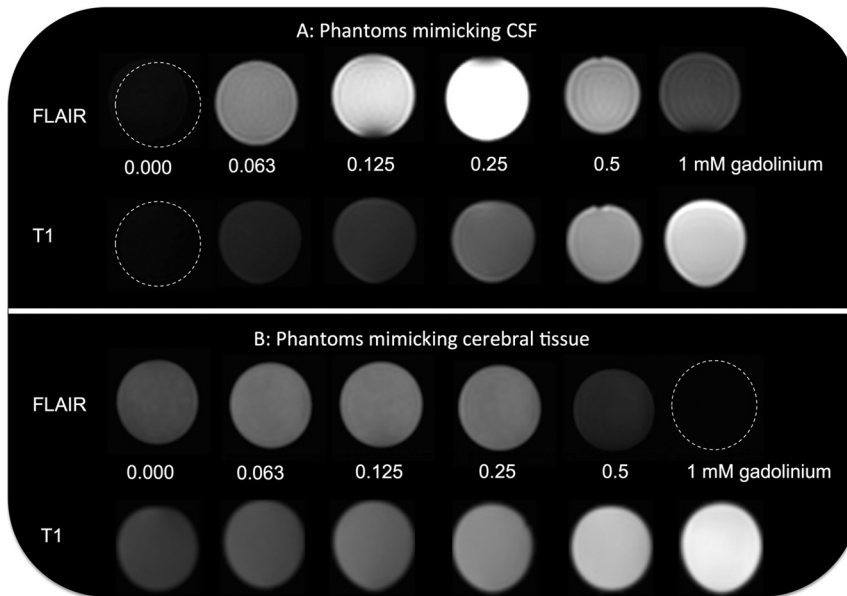 A: Phantoms mimicking CSF
FLAIR
0.000 0.063 0.125 0.25 0.5 1 mM gadolinium
T1
B: Phantoms mimicking cerebral tissue
FLAIR
0.000 0.063 0.125 0.25 0.5 1 mM gadolinium
T1